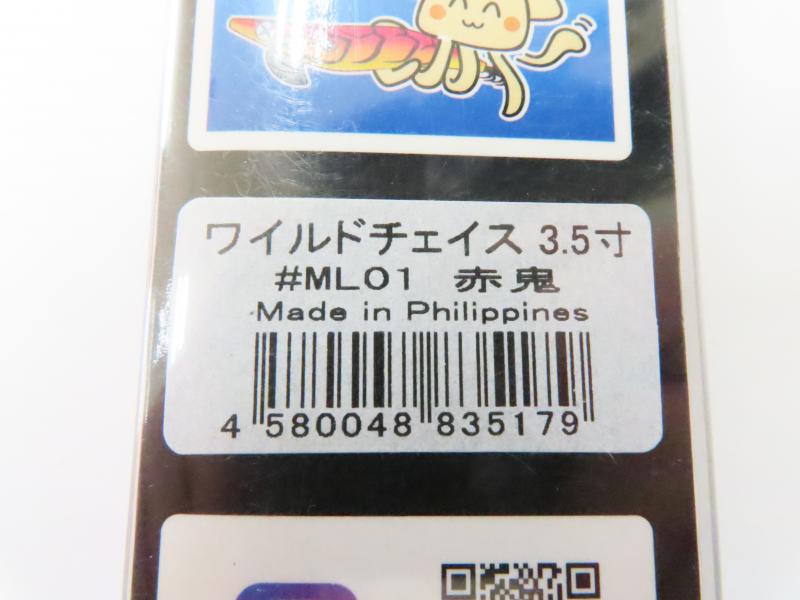 ワイルドチェイス 3.5寸
#ML01 赤鬼
Made in Philippines
4 580048 835179